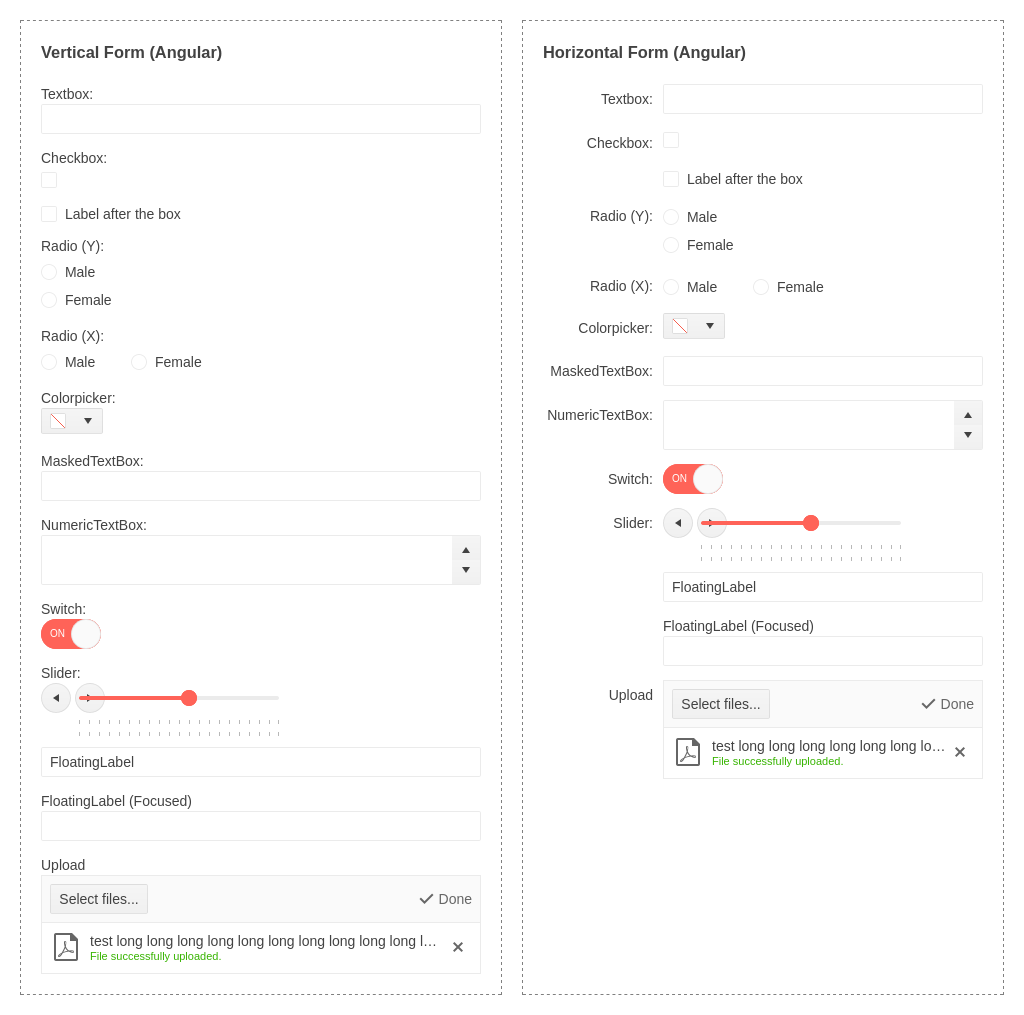 Vertical Form (Angular)
Textbox:
Checkbox:
Label after the box
Radio (Y):
Male
Female
Radio (X):
Male Female
Colorpicker:
MaskedTextBox:
NumericTextBox:
Switch:
ON
Slider:
FloatingLabel
FloatingLabel (Focused)
Upload
Select files... Done
test long long long long long long long long long long l…
File successfully uploaded.
Horizontal Form (Angular)
Textbox:
Checkbox:
Label after the box
Radio (Y): Male
Female
Radio (X): Male Female
Colorpicker:
MaskedTextBox:
NumericTextBox:
Switch: ON
Slider:
FloatingLabel
FloatingLabel (Focused)
Upload Select files... Done
test long long long long long long lo…
File successfully uploaded.